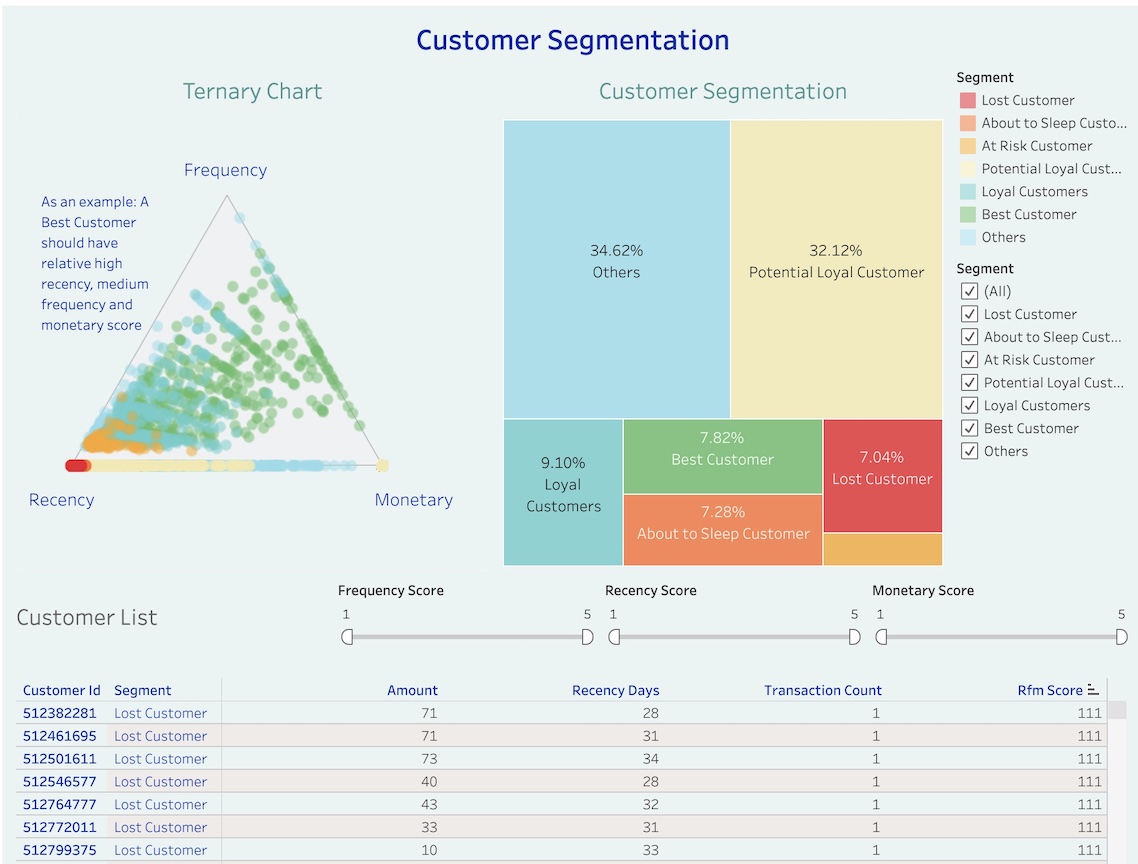 Customer Segmentation
Ternary Chart
Frequency
As an example: A
Best Customer
should have
relative high
recency, medium
frequency and
monetary score
Recency
Monetary
Customer Segmentation
34.62%
Others
32.12%
Potential Loyal Customer
9.10%
Loyal
Customers
7.82%
Best Customer
7.28%
About to Sleep Customer
7.04%
Lost Customer
Segment
Lost Customer
About to Sleep Custo...
At Risk Customer
Potential Loyal Cust...
Loyal Customers
Best Customer
Others
Segment
(All)
Lost Customer
About to Sleep Cust...
At Risk Customer
Potential Loyal Cust...
Loyal Customers
Best Customer
Others
Customer List
Frequency Score
1 5
Recency Score
1 5
Monetary Score
1 5
Customer Id Segment Amount Recency Days Transaction Count Rfm Score
512382281 Lost Customer 71 28 1 111
512461695 Lost Customer 71 31 1 111
512501611 Lost Customer 73 34 1 111
512546577 Lost Customer 40 28 1 111
512764777 Lost Customer 43 32 1 111
512772011 Lost Customer 33 31 1 111
512799375 Lost Customer 10 33 1 111